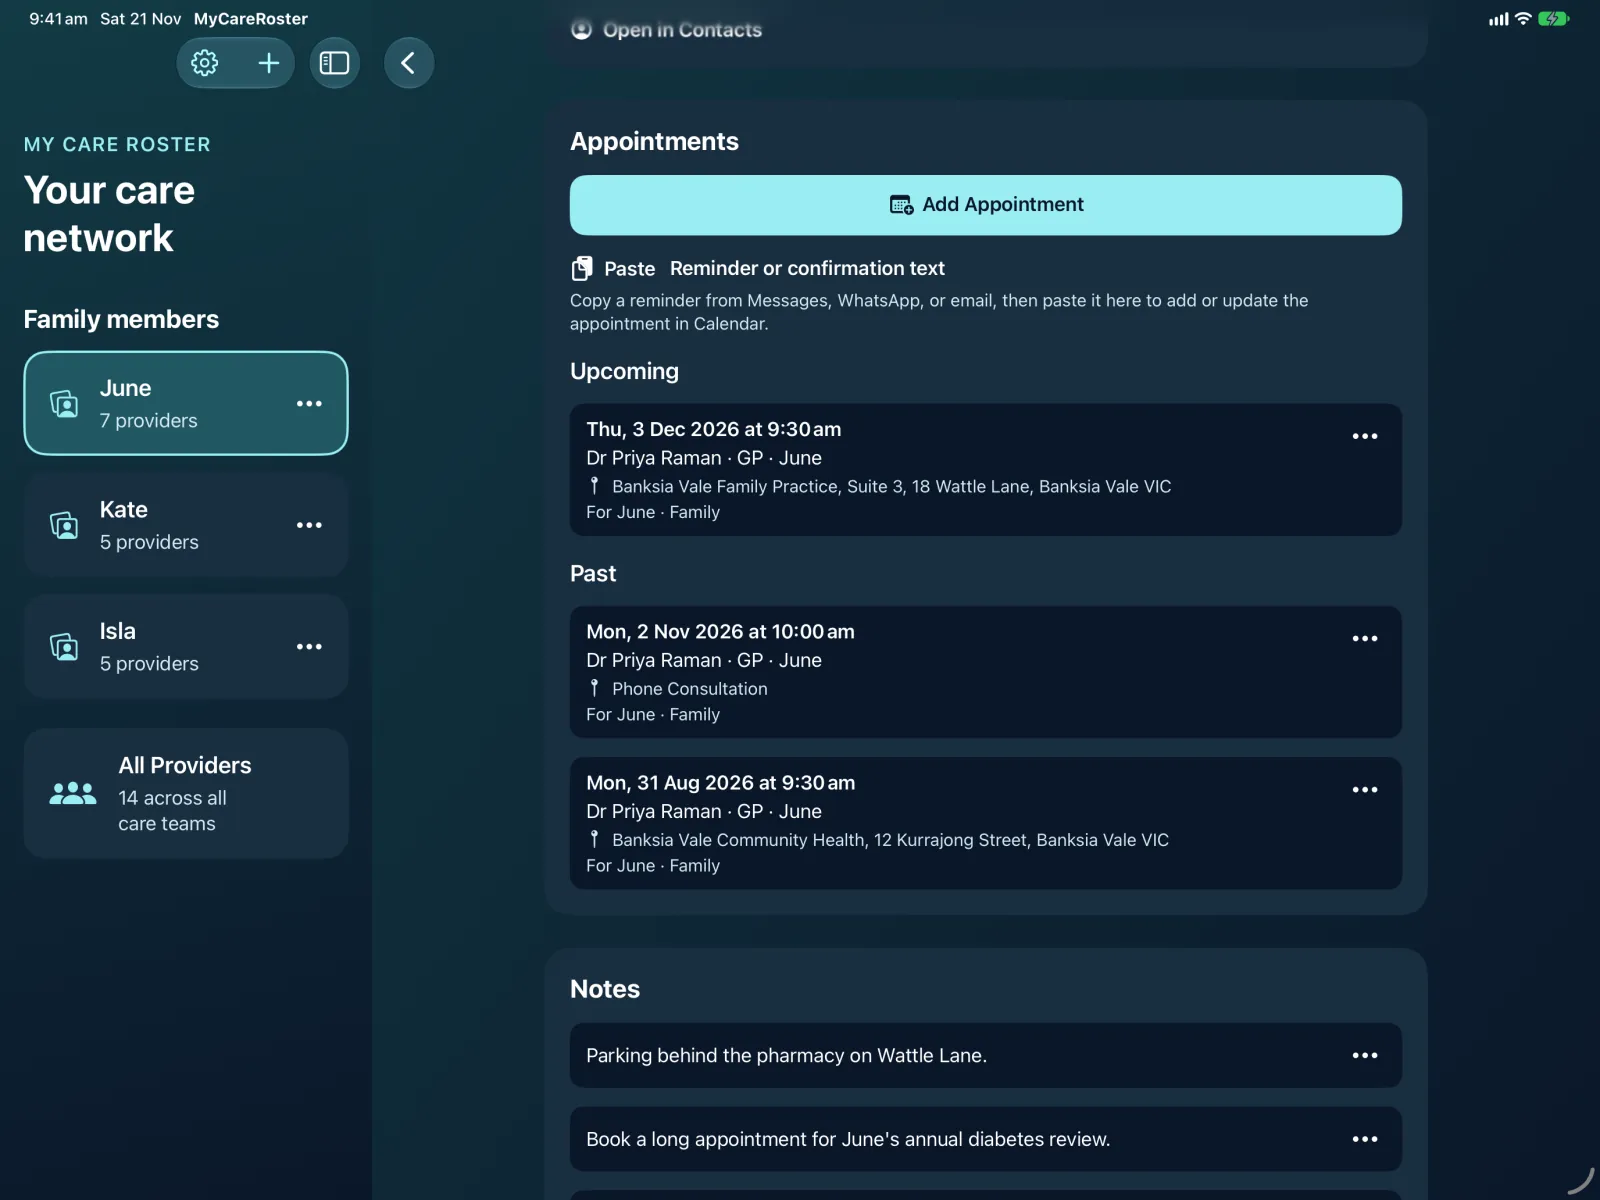 9:41 am Sat 21 Nov MyCareRoster
Open in Contacts
MY CARE ROSTER
Your care
network
Family members
June
7 providers
Kate
5 providers
Isla
5 providers
All Providers
14 across all
care teams
Appointments
Add Appointment
Paste Reminder or confirmation text
Copy a reminder from Messages, WhatsApp, or email, then paste it here to add or update the
appointment in Calendar.
Upcoming
Thu, 3 Dec 2026 at 9:30 am
Dr Priya Raman · GP · June
Banksia Vale Family Practice, Suite 3, 18 Wattle Lane, Banksia Vale VIC
For June · Family
Past
Mon, 2 Nov 2026 at 10:00 am
Dr Priya Raman · GP · June
Phone Consultation
For June · Family
Mon, 31 Aug 2026 at 9:30 am
Dr Priya Raman · GP · June
Banksia Vale Community Health, 12 Kurrajong Street, Banksia Vale VIC
For June · Family
Notes
Parking behind the pharmacy on Wattle Lane.
Book a long appointment for June's annual diabetes review.